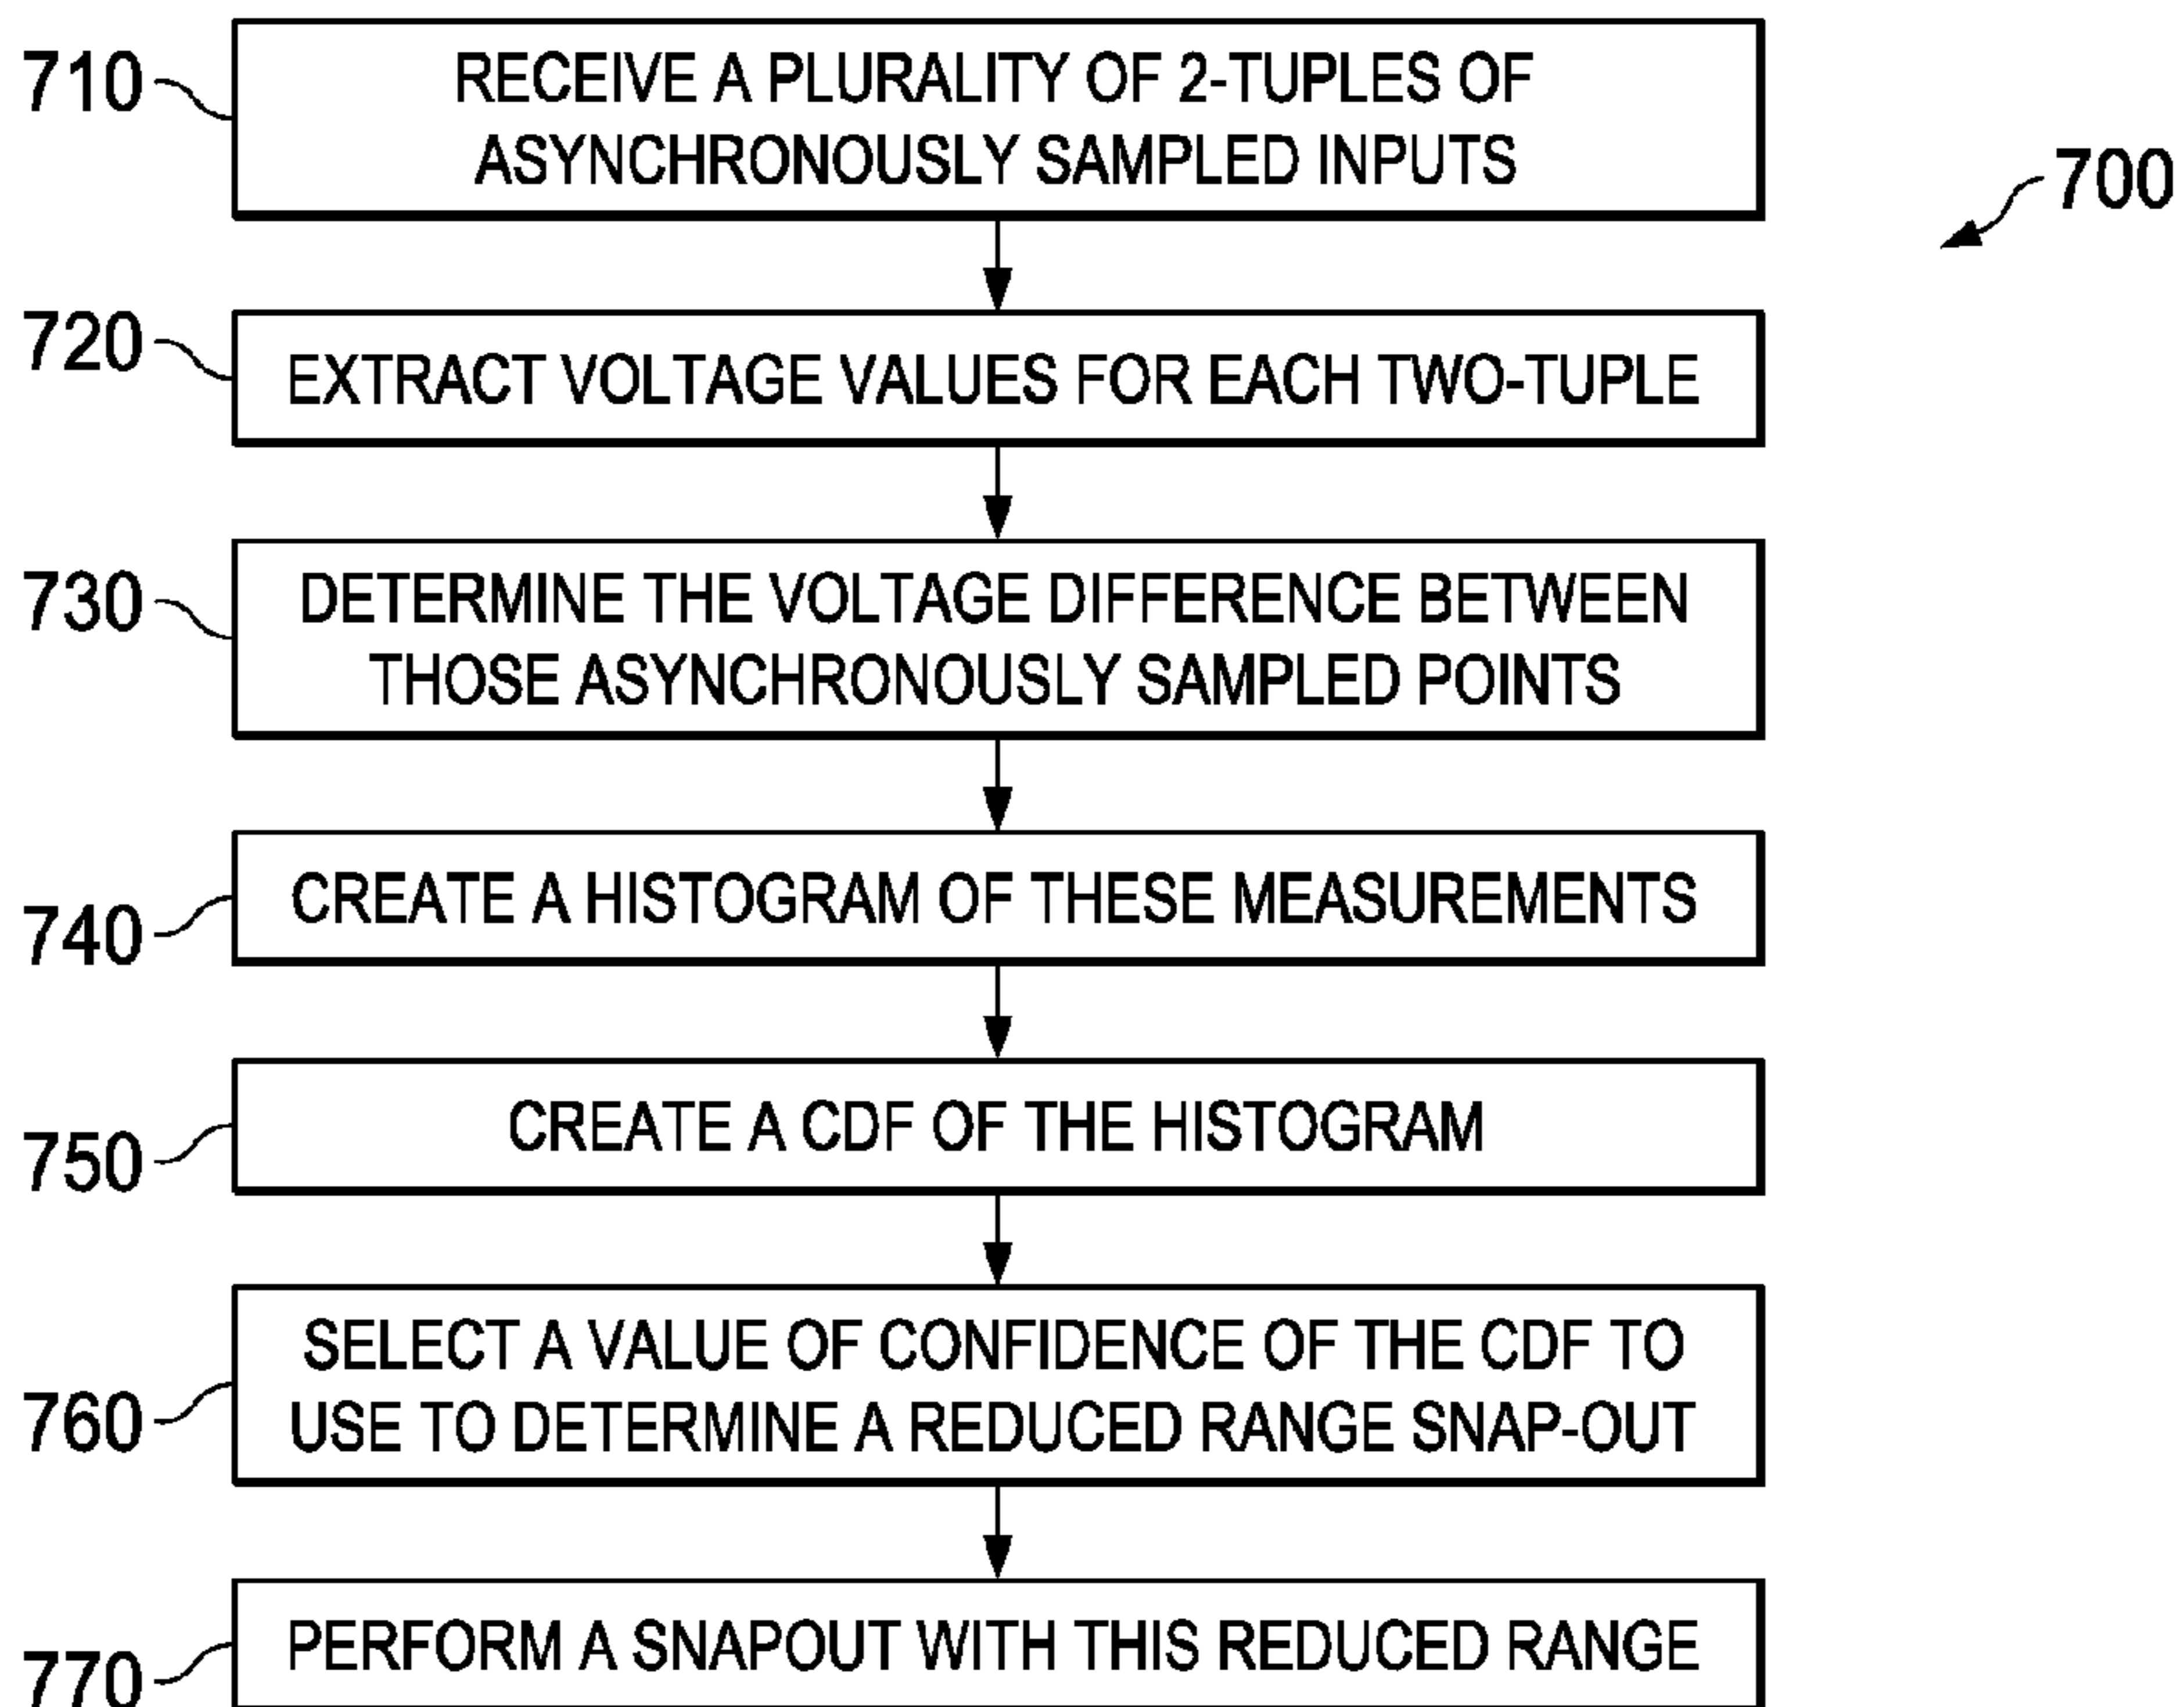 710
RECEIVE A PLURALITY OF 2-TUPLES OF
ASYNCHRONOUSLY SAMPLED INPUTS
700
720
EXTRACT VOLTAGE VALUES FOR EACH TWO-TUPLE
730
DETERMINE THE VOLTAGE DIFFERENCE BETWEEN
THOSE ASYNCHRONOUSLY SAMPLED POINTS
740
CREATE A HISTOGRAM OF THESE MEASUREMENTS
750
CREATE A CDF OF THE HISTOGRAM
760
SELECT A VALUE OF CONFIDENCE OF THE CDF TO
USE TO DETERMINE A REDUCED RANGE SNAP-OUT
770
PERFORM A SNAPOUT WITH THIS REDUCED RANGE